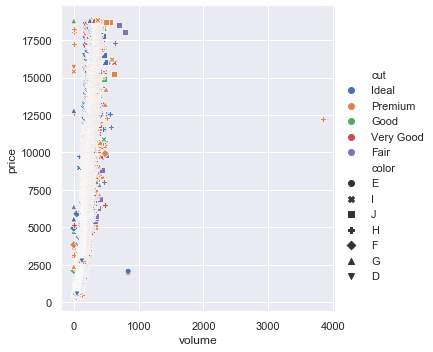 17500
15000
12500
10000
7500
5000
2500
0
price
0
1000
2000
3000
4000
volume
cut
Ideal
Premium
Good
Very Good
Fair
color
E
I
J
H
F
G
D